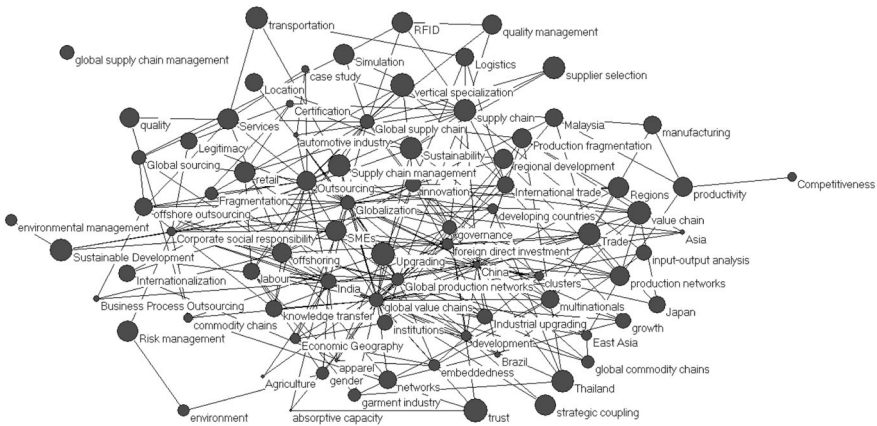 transportation
RFID
quality management
global supply chain management
Simulation
Logistics
case study
supplier selection
Location
vertical specialization
Certification
supply chain
quality
Services
Global supply chain
Malaysia
manufacturing
Legitimacy
automotive industry
Production fragmentation
Global sourcing
Sustainability
regional development
retail
Supply chain management
Outsourcing
innovation
International trade
Regions
productivity
Competitiveness
Fragmentation
offshore outsourcing
Globalization
developing countries
value chain
environmental management
Corporate social responsibility
SMEs
governance
Trade
Asia
Sustainable Development
offshoring
Upgrading
foreign direct investment
input-output analysis
Internationalization
labour
India
Global production networks
China
clusters
production networks
Business Process Outsourcing
knowledge transfer
global value chains
multinationals
Japan
commodity chains
institutions
Industrial upgrading
growth
Risk management
Economic Geography
development
East Asia
apparel
Brazil
global commodity chains
Agriculture
gender
networks
embeddedness
Thailand
garment industry
environment
absorptive capacity
trust
strategic coupling